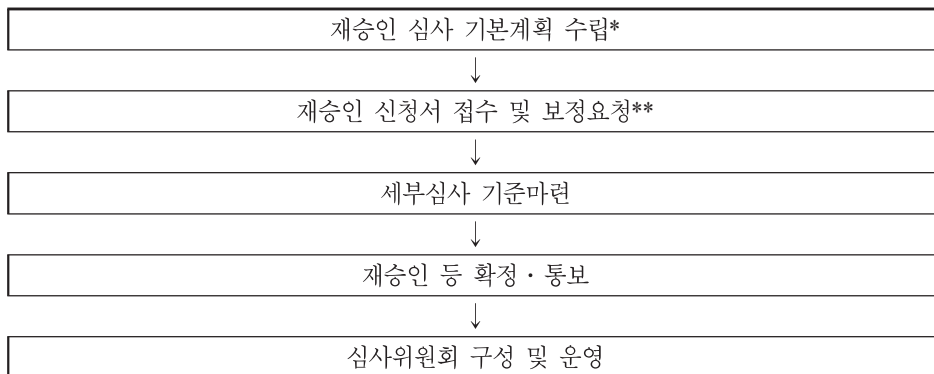 재승인 심사 기본계획 수립*
↓
재승인 신청서 접수 및 보정요청**
↓
세부심사 기준마련
↓
재승인 등 확정·통보
↓
심사위원회 구성 및 운영